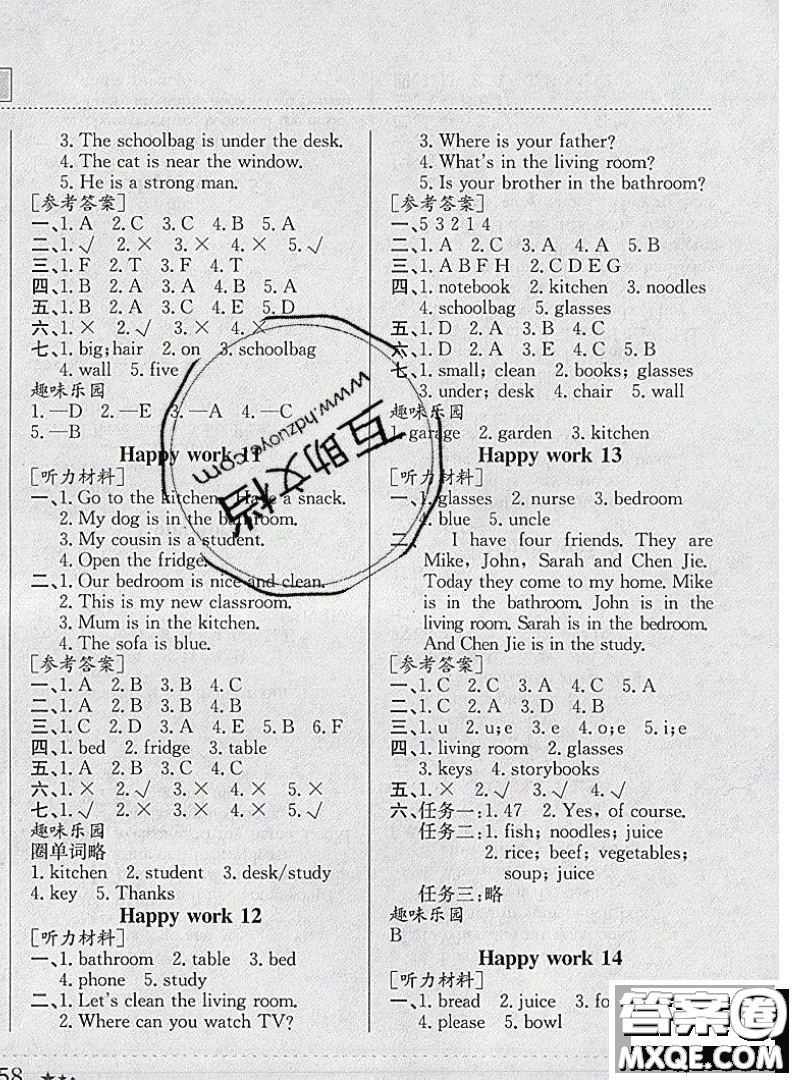 3. The schoolbag is under the desk.
4. The cat is near the window.
5. He is a strong man.
[参考答案]
一、1. A 2. C 3. C 4. B 5. A
二、1. √ 2. × 3. × 4. × 5. √
三、1. F 2. T 3. F 4. T
四、1. B 2. A 3. A 4. B 5. A
五、1. B 2. A 3. C 4. E 5. D
六、1. × 2. √ 3. × 4. ×
七、1. big; hair 2. on 3. schoolbag
4. wall 5. five
趣味乐园
1. —D 2. —E 3. —A 4. —C
5. —B
Happy work 11
[听力材料]
一、1. Go to the kitchen. Have a snack.
2. My dog is in the bathroom.
3. My cousin is a student.
4. Open the fridge.
二、1. Our bedroom is nice and clean.
2. This is my new classroom.
3. Mum is in the kitchen.
4. The sofa is blue.
[参考答案]
一、1. A 2. B 3. B 4. C
二、1. A 2. B 3. B 4. B
三、1. C 2. D 3. A 4. E 5. B 6. F
四、1. bed 2. fridge 3. table
五、1. A 2. B 3. C 4. C
六、1. × 2. √ 3. × 4. × 5. ×
七、1. √ 2. × 3. × 4. × 5. √
趣味乐园
圈单词略
1. kitchen 2. student 3. desk/study
4. key 5. Thanks
Happy work 12
[听力材料]
一、1. bathroom 2. table 3. bed
4. phone 5. study
二、1. Let's clean the living room.
2. Where can you watch TV?
58
3. Where is your father?
4. What's in the living room?
5. Is your brother in the bathroom?
[参考答案]
一、5 3 2 1 4
二、1. A 2. C 3. A 4. A 5. B
三、1. A B F H 2. C D E G
四、1. notebook 2. kitchen 3. noodles
4. schoolbag 5. glasses
五、1. D 2. A 3. B 4. C
六、1. D 2. A 3. E 4. C 5. B
七、1. small; clean 2. books; glasses
3. under; desk 4. chair 5. wall
趣味乐园
1. garage 2. garden 3. kitchen
Happy work 13
[听力材料]
一、1. glasses 2. nurse 3. bedroom
4. blue 5. uncle
二、 I have four friends. They are
Mike, John, Sarah and Chen Jie.
Today they come to my home. Mike
is in the bathroom. John is in the
living room. Sarah is in the bedroom.
And Chen Jie is in the study.
[参考答案]
一、1. C 2. C 3. A 4. C 5. A
二、1. C 2. A 3. D 4. B
三、1. u 2. u; e 3. e 4. o; e 5. i; e
四、1. living room 2. glasses
3. keys 4. storybooks
五、1. × 2. √ 3. √ 4. √
六、任务一:1. 47 2. Yes, of course.
任务二:1. fish; noodles; juice
2. rice; beef; vegetables;
soup; juice
任务三:略
趣味乐园
B
Happy work 14
[听力材料]
一、1. bread 2. juice 3.
4. please 5. bowl
互助文档
www.hdzuoye.com
答案圈
MXQE.COM